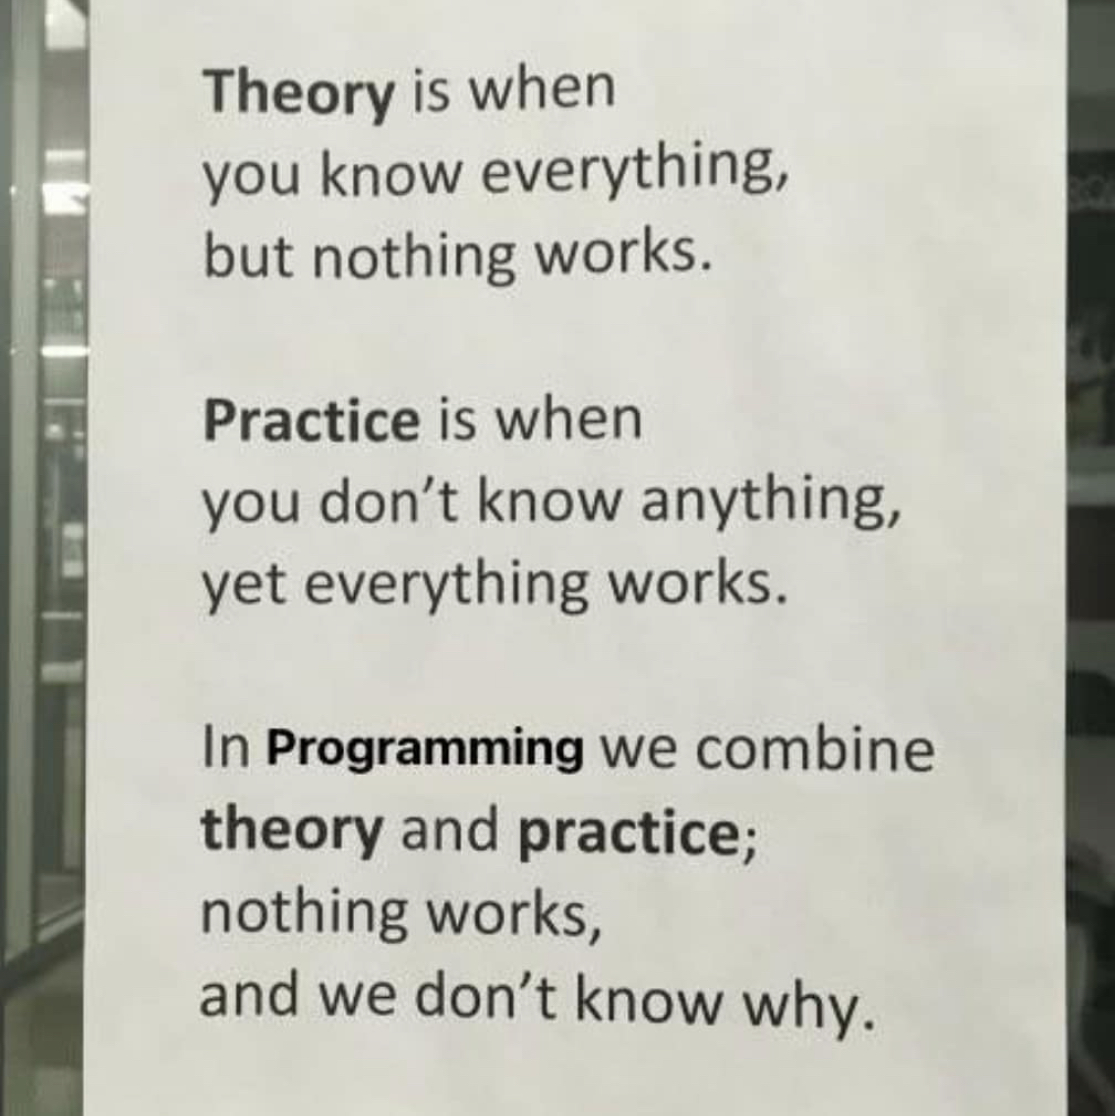 Theory is when
you know everything,
but nothing works.
Practice is when
you don’t know anything,
yet everything works.
In Programming we combine
theory and practice;
nothing works,
and we don’t know why.